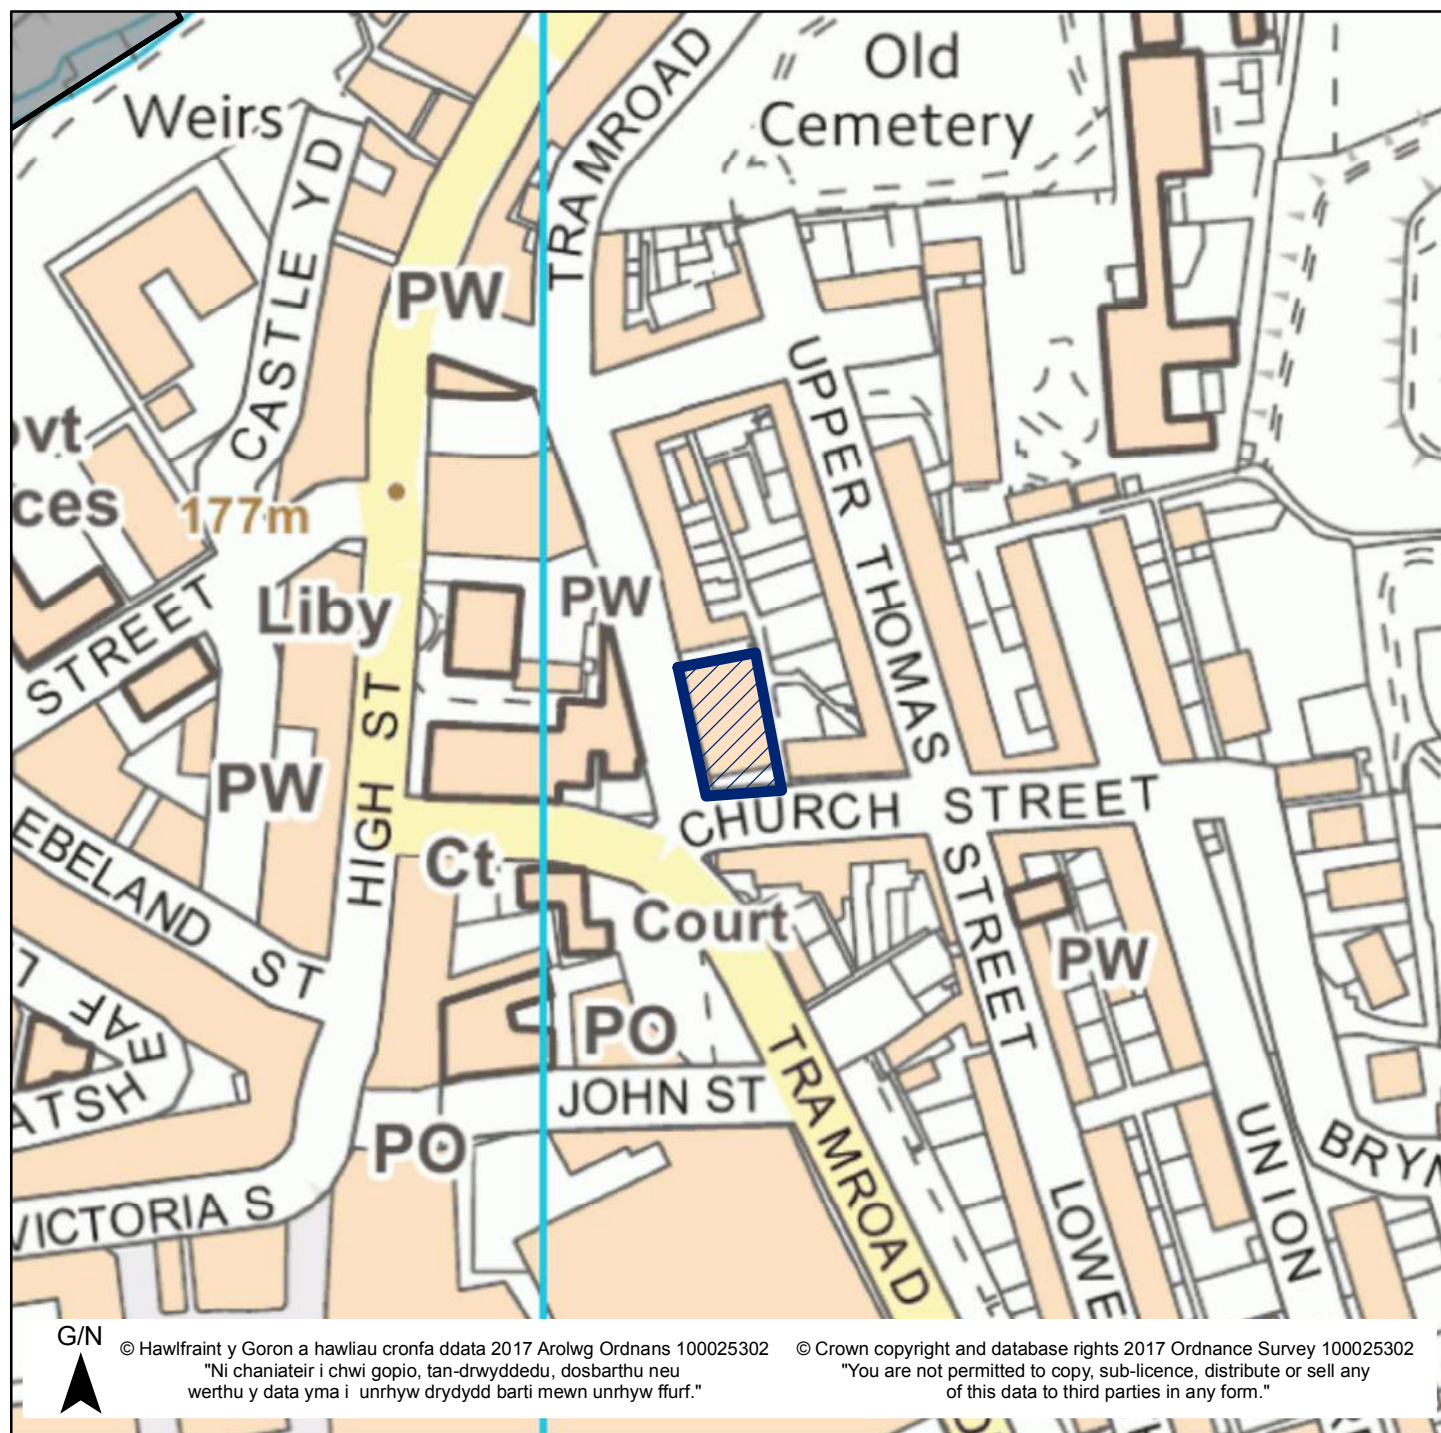 Old
Cemetery
TRAMROAD
Weirs
CASTLE YD
PW
UPPER THOMAS STREET
177m
PW
Liby
STREET
HIGH ST
PW
CHURCH STREET
Ct
Court
EBELAND ST
PW
PO
JOHN ST
TRAMROAD
PO
UNION
LOWE
VICTORIA S
G/N
© Hawlfraint y Goron a hawliau cronfa ddata 2017 Arolwg Ordnans 100025302
"Ni chaniateir i chwi gopio, tan-drwyddedu, dosbarthu neu
werthu y data yma i unrhyw drydydd barti mewn unrhyw ffurf."
© Crown copyright and database rights 2017 Ordnance Survey 100025302
"You are not permitted to copy, sub-licence, distribute or sell any
of this data to third parties in any form."